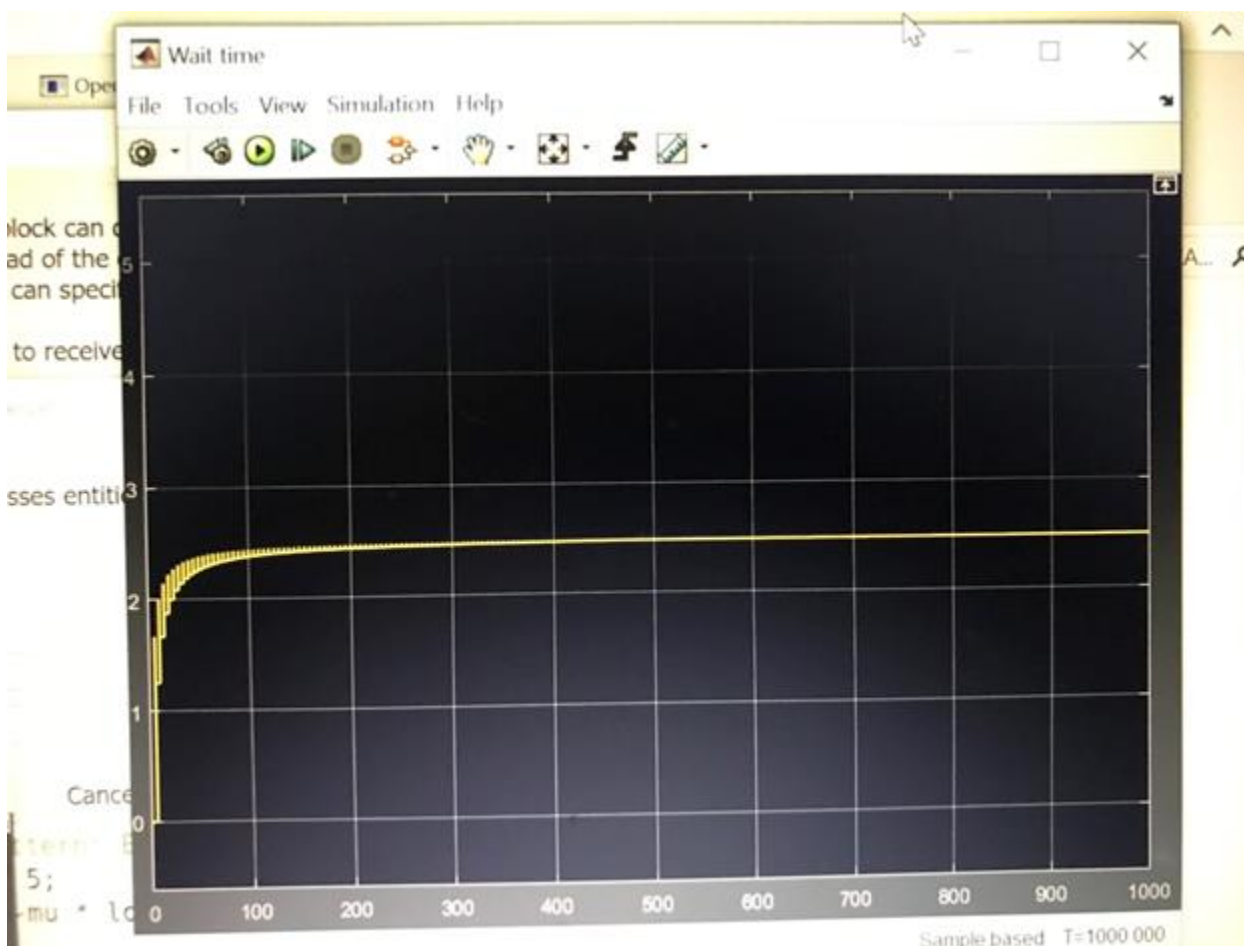 Wait time
Ope
File Tools View Simulation Help
lock can
ad of the
can specif
to receive
sses entitie
Cance
5;
mu * lo
A...
5
4
3
2
1
0
0 100 200 300 400 500 600 700 800 900 1000
Sample based T=1000.000